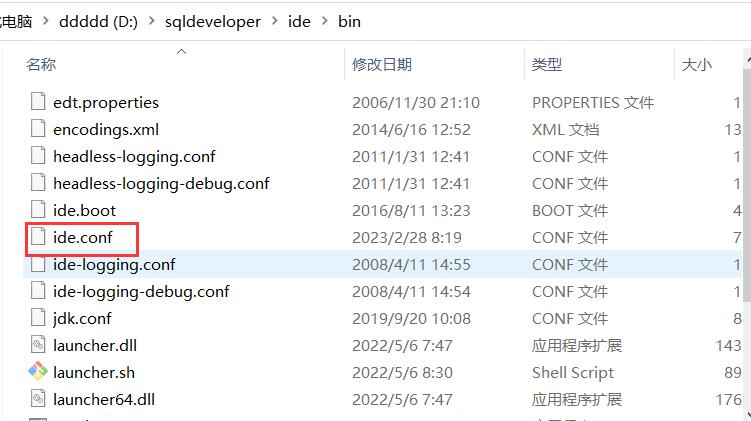 电脑 > ddddd (D:) > sqldeveloper > ide > bin
名称 修改日期 类型 大小
edt.properties 2006/11/30 21:10 PROPERTIES 文件 1
encodings.xml 2014/6/16 12:52 XML 文档 13
headless-logging.conf 2011/1/31 12:41 CONF 文件 1
headless-logging-debug.conf 2011/1/31 12:41 CONF 文件 1
ide.boot 2016/8/11 13:23 BOOT 文件 4
ide.conf 2023/2/28 8:19 CONF 文件 7
ide-logging.conf 2008/4/11 14:55 CONF 文件 1
ide-logging-debug.conf 2008/4/11 14:54 CONF 文件 1
jdk.conf 2019/9/20 10:08 CONF 文件 8
launcher.dll 2022/5/6 7:47 应用程序扩展 143
launcher.sh 2022/5/6 8:30 Shell Script 89
launcher64.dll 2022/5/6 7:47 应用程序扩展 176